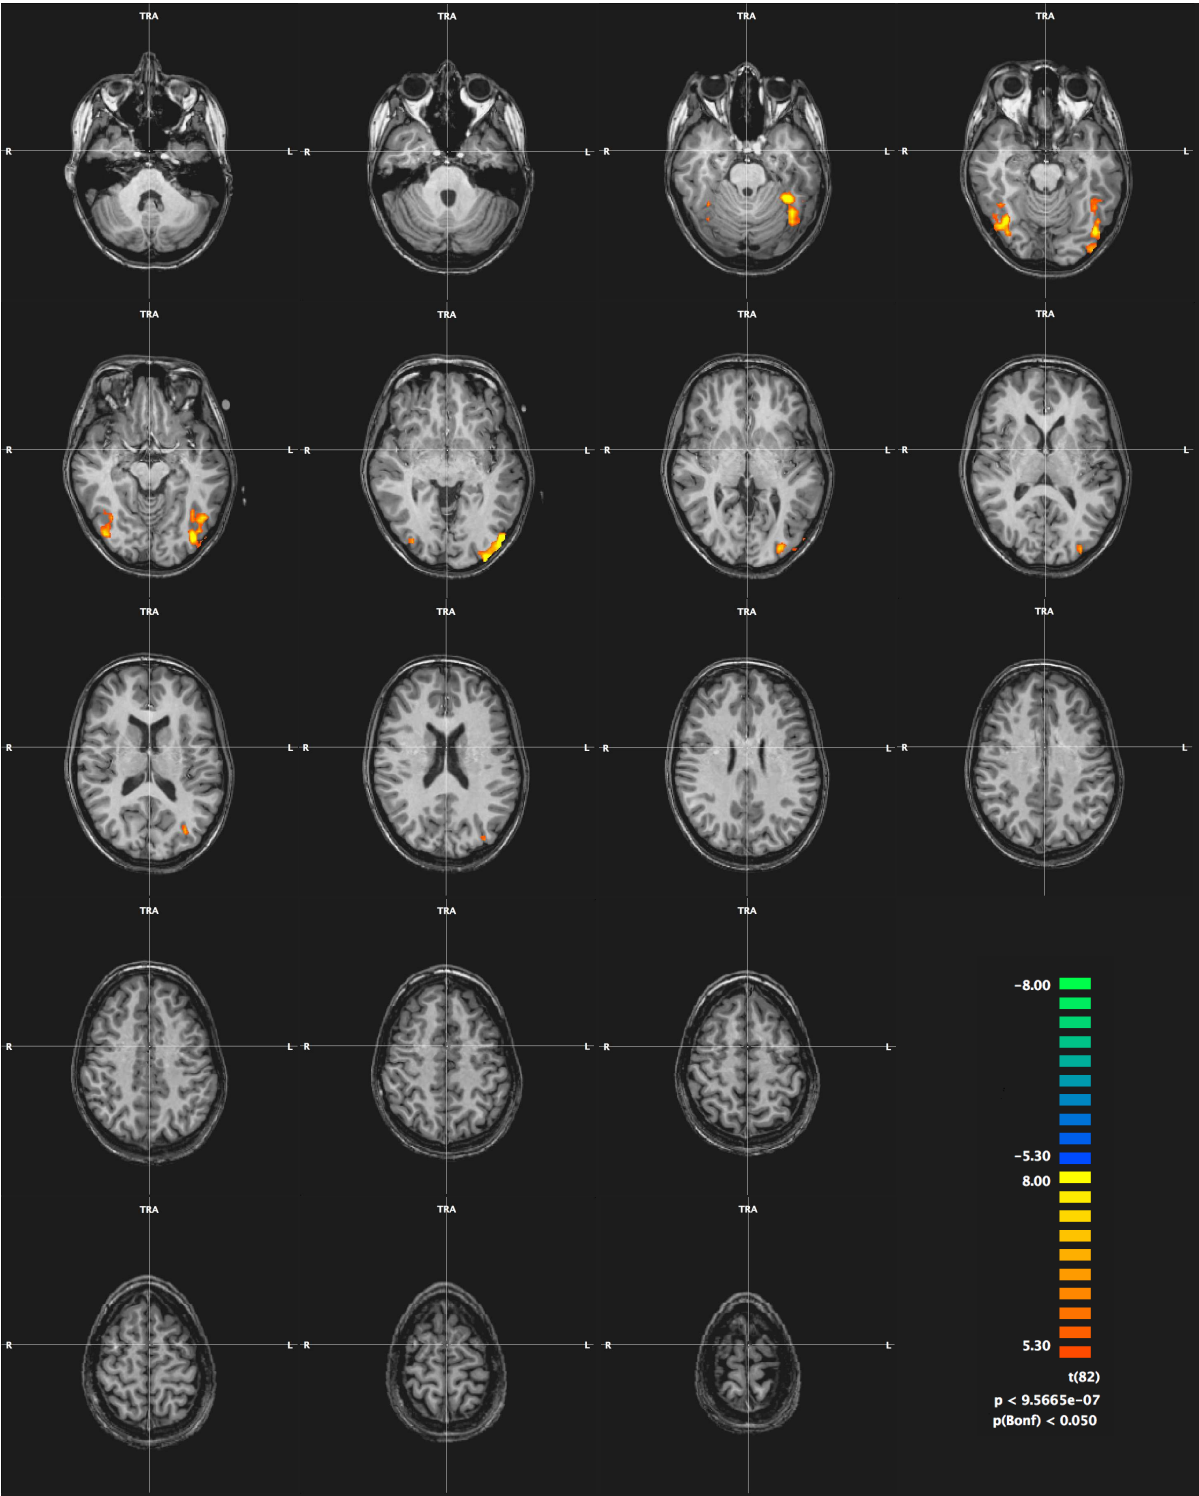 TRA TRA TRA TRA
R L R L R L R L
TRA TRA TRA TRA
R L R L R L R L
TRA TRA TRA TRA
R L R L R L R L
TRA TRA TRA
R L R L R L
−8.00
−5.30
8.00
TRA TRA TRA
R L R L R L
5.30
t(82)
p < 9.5665e−07
p(Bonf) < 0.050